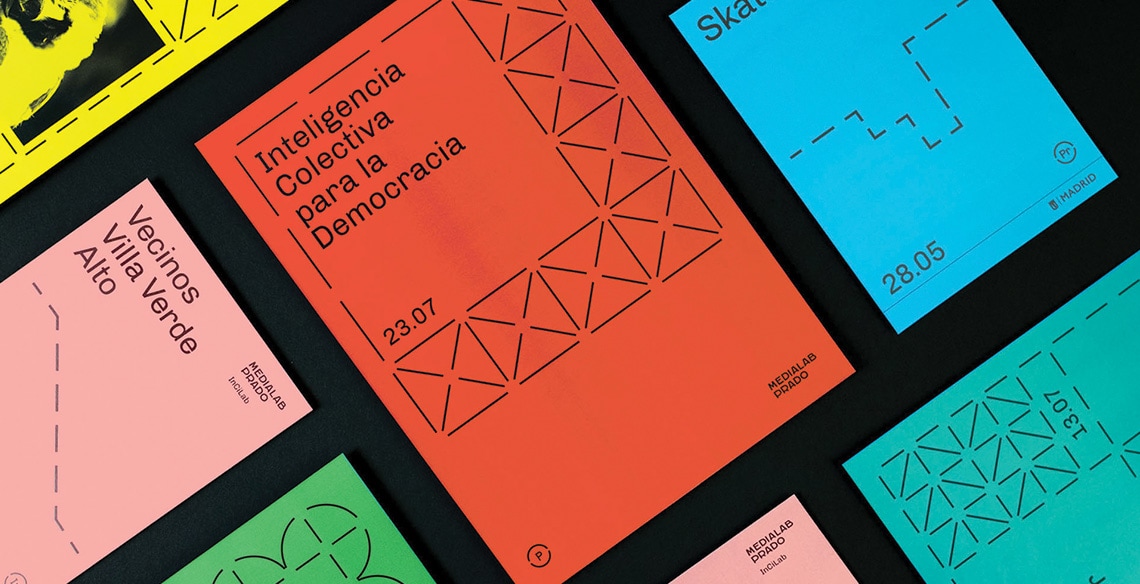 Inteligencia
Colectiva
para la
Democracia
23.07
MEDIALAB
PRADO
P
Vecinos
Villa Verde
Alto
MEDIALAB
PRADO
InCiLab
28.05
Pr
MADRID
13.07
MEDIALAB
PRADO
InCiLab